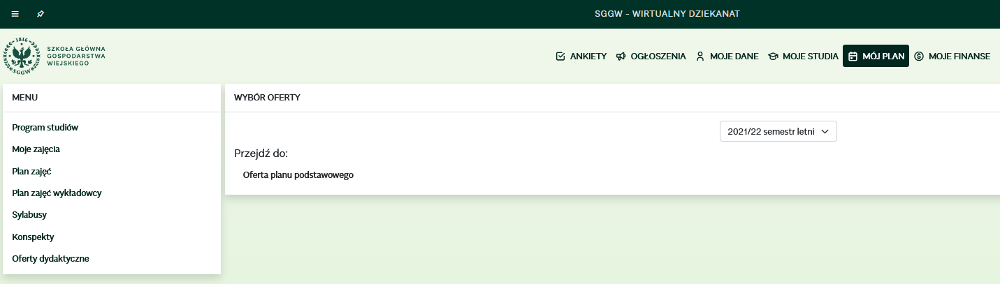 SGGW - WIRTUALNY DZIEKANAT
1816
SGGW
SZKOŁA GŁÓWNA
GOSPODARSTWA
WIEJSKIEGO
ANKIETY OGŁOSZENIA MOJE DANE MOJE STUDIA MÓJ PLAN MOJE FINANSE
MENU
Program studiów
Moje zajęcia
Plan zajęć
Plan zajęć wykładowcy
Sylabusy
Konspekty
Oferty dydaktyczne
WYBÓR OFERTY
2021/22 semestr letni
Przejdź do:
Oferta planu podstawowego